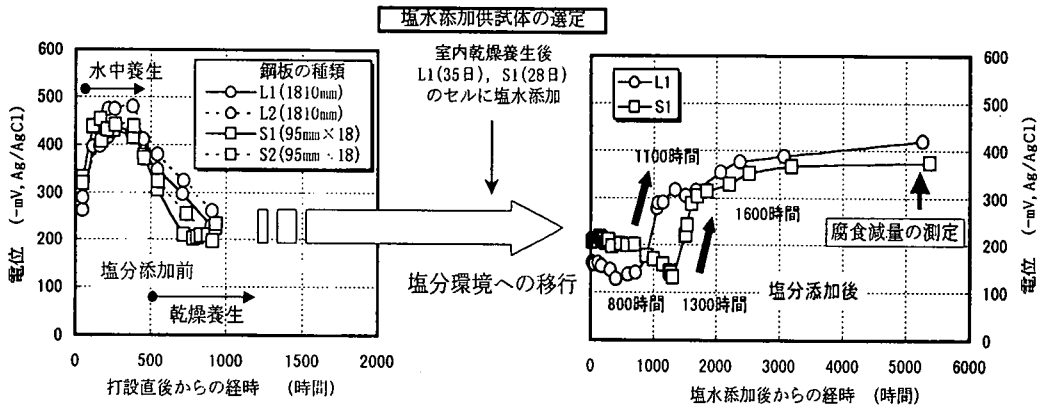 塩水添加供試体の選定
室内乾燥養生後
L1(35日), S1(28日)
のセルに塩水添加
電位 (-mV, Ag/AgCl)
600
500
400
300
200
100
0
水中養生
鋼板の種類
L1(1810mm)
L2(1810mm)
S1(95mm×18)
S2(95mm×18)
塩分添加前
乾燥養生
0
500
1000
1500
2000
打設直後からの経時 (時間)
塩分環境への移行
L1
S1
1100時間
1600時間
800時間
1300時間
腐食減量の測定
塩分添加後
600
500
400
300
200
100
0
電位 (-mV, Ag/AgCl)
0
1000
2000
3000
4000
5000
6000
塩水添加後からの経時 (時間)